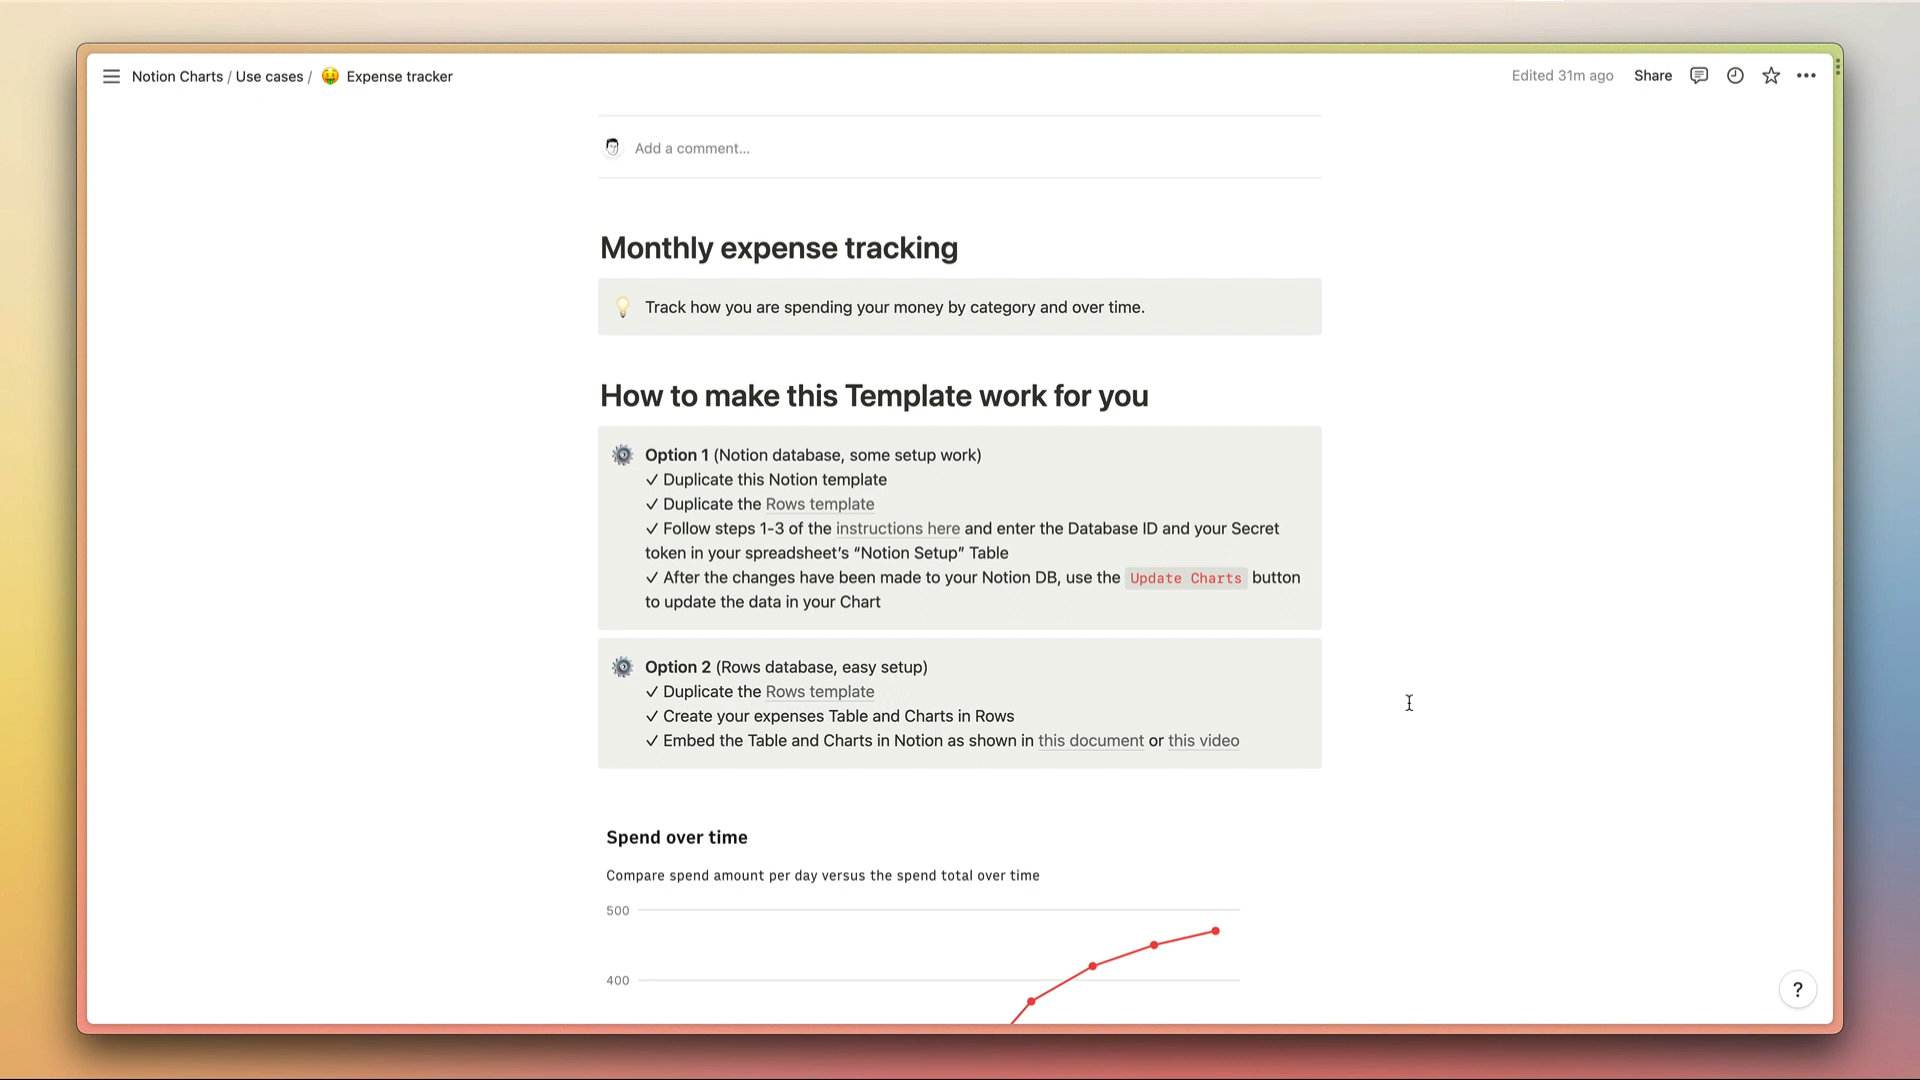 Notion Charts / Use cases / 🤑 Expense tracker
Edited 31m ago Share
Add a comment...
Monthly expense tracking
💡 Track how you are spending your money by category and over time.
How to make this Template work for you
⚙️ Option 1 (Notion database, some setup work)
✓ Duplicate this Notion template
✓ Duplicate the Rows template
✓ Follow steps 1-3 of the instructions here and enter the Database ID and your Secret
token in your spreadsheet’s “Notion Setup” Table
✓ After the changes have been made to your Notion DB, use the Update Charts button
to update the data in your Chart
⚙️ Option 2 (Rows database, easy setup)
✓ Duplicate the Rows template
✓ Create your expenses Table and Charts in Rows
✓ Embed the Table and Charts in Notion as shown in this document or this video
Spend over time
Compare spend amount per day versus the spend total over time
500
400
?